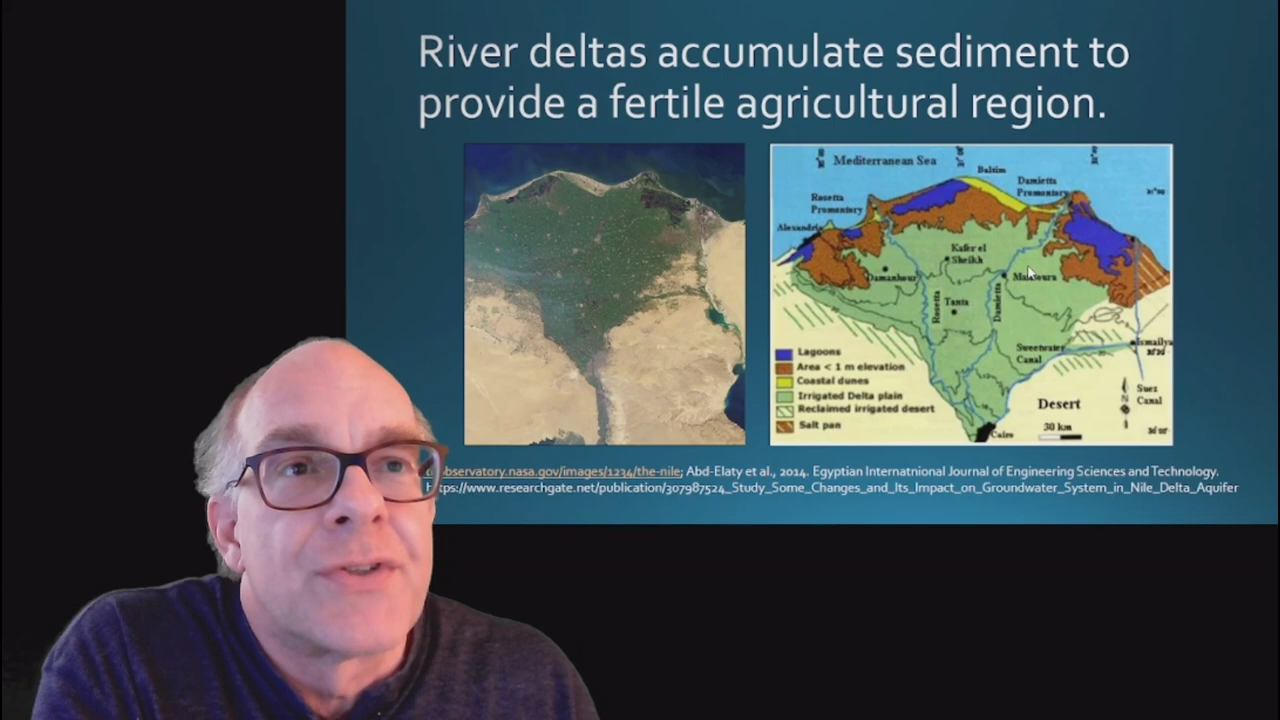 River deltas accumulate sediment to
provide a fertile agricultural region.
Mediterranean Sea
Baltim
Damietta
Promontory
Rosetta
Promontory
Alexandria
Kafer el
Sheikh
Damanhour
Mansoura
Rosetta
Tanta
Damietta
Sweetwater
Canal
Ismailya
Suez
Canal
N
Lagoons
Area < 1 m elevation
Coastal dunes
Irrigated Delta plain
Reclaimed irrigated desert
Salt pan
Desert
30 km
Cairo
observatory.nasa.gov/images/1234/the-nile; Abd-Elaty et al., 2014. Egyptian Internatnional Journal of Engineering Sciences and Technology.
https://www.researchgate.net/publication/307987524_Study_Some_Changes_and_Its_Impact_on_Groundwater_System_in_Nile_Delta_Aquifer